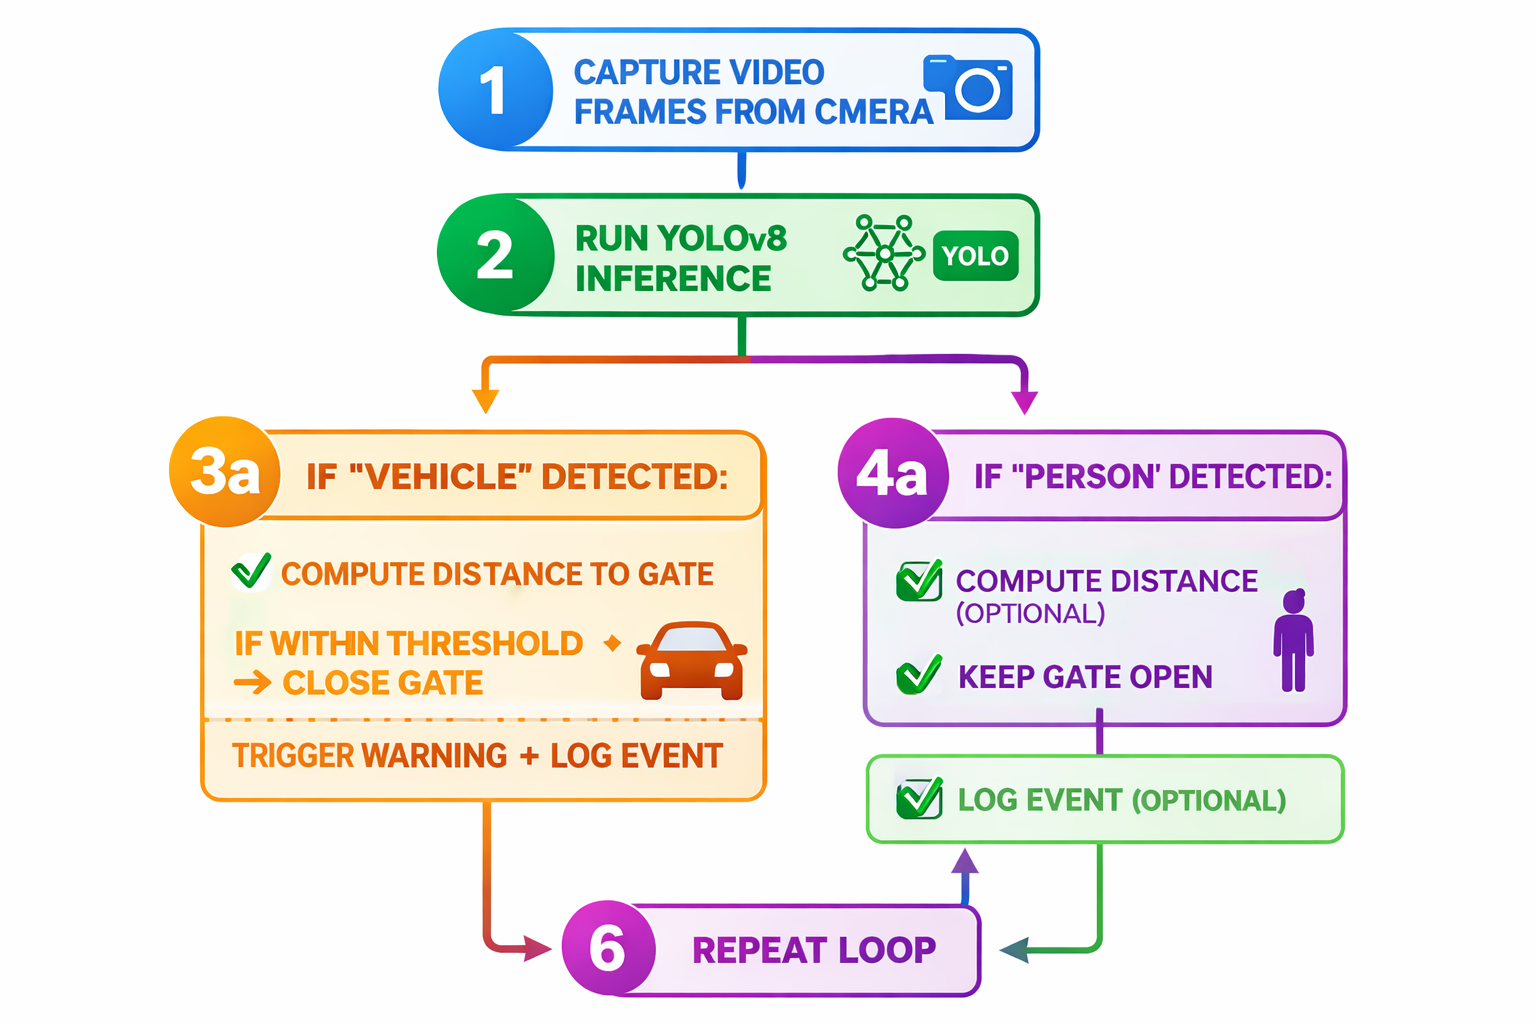 1
CAPTURE VIDEO
FRAMES FROM CMERA
2
RUN YOLOv8
INFERENCE
YOLO
3a
IF "VEHICLE" DETECTED:
COMPUTE DISTANCE TO GATE
IF WITHIN THRESHOLD
→ CLOSE GATE
TRIGGER WARNING + LOG EVENT
4a
IF "PERSON' DETECTED:
COMPUTE DISTANCE
(OPTIONAL)
KEEP GATE OPEN
LOG EVENT (OPTIONAL)
6
REPEAT LOOP